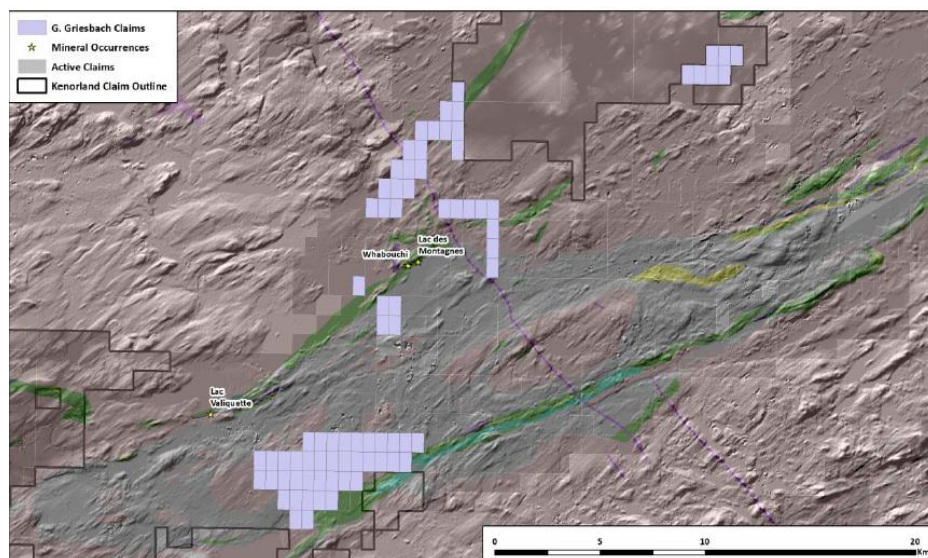 G. Griesbach Claims
Mineral Occurrences
Active Claims
Kenorland Claim Outline
Lac des
Montagnes
Whabouchi
Lac
Valiquette
0 5 10 20
Km